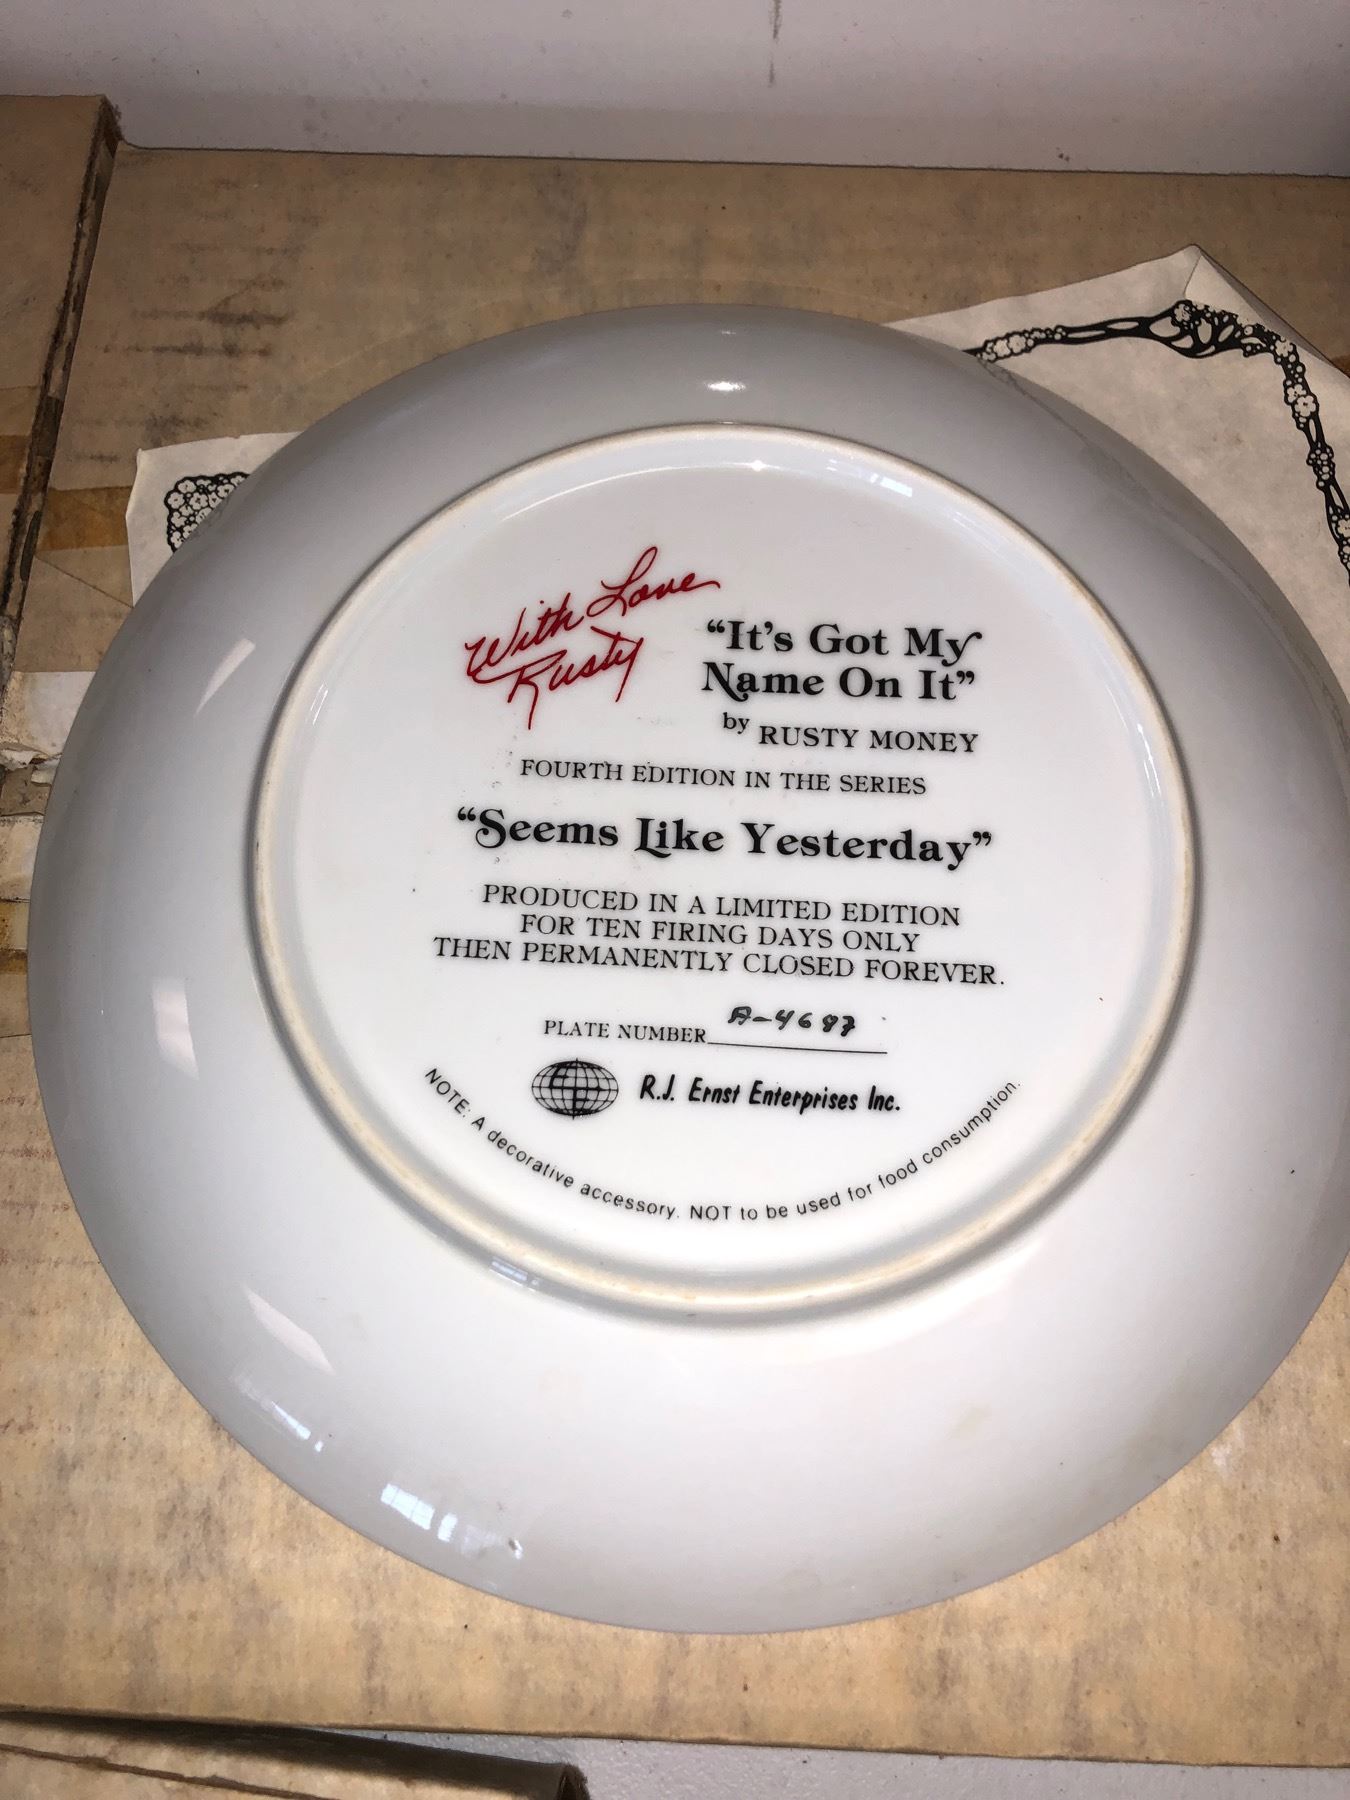 With Love
Rusty
“It’s Got My
Name On It”
by RUSTY MONEY
FOURTH EDITION IN THE SERIES
“Seems Like Yesterday”
PRODUCED IN A LIMITED EDITION
FOR TEN FIRING DAYS ONLY
THEN PERMANENTLY CLOSED FOREVER.
PLATE NUMBER A-4687
R.J. Ernst Enterprises Inc.
NOTE: A decorative accessory. NOT to be used for food consumption.